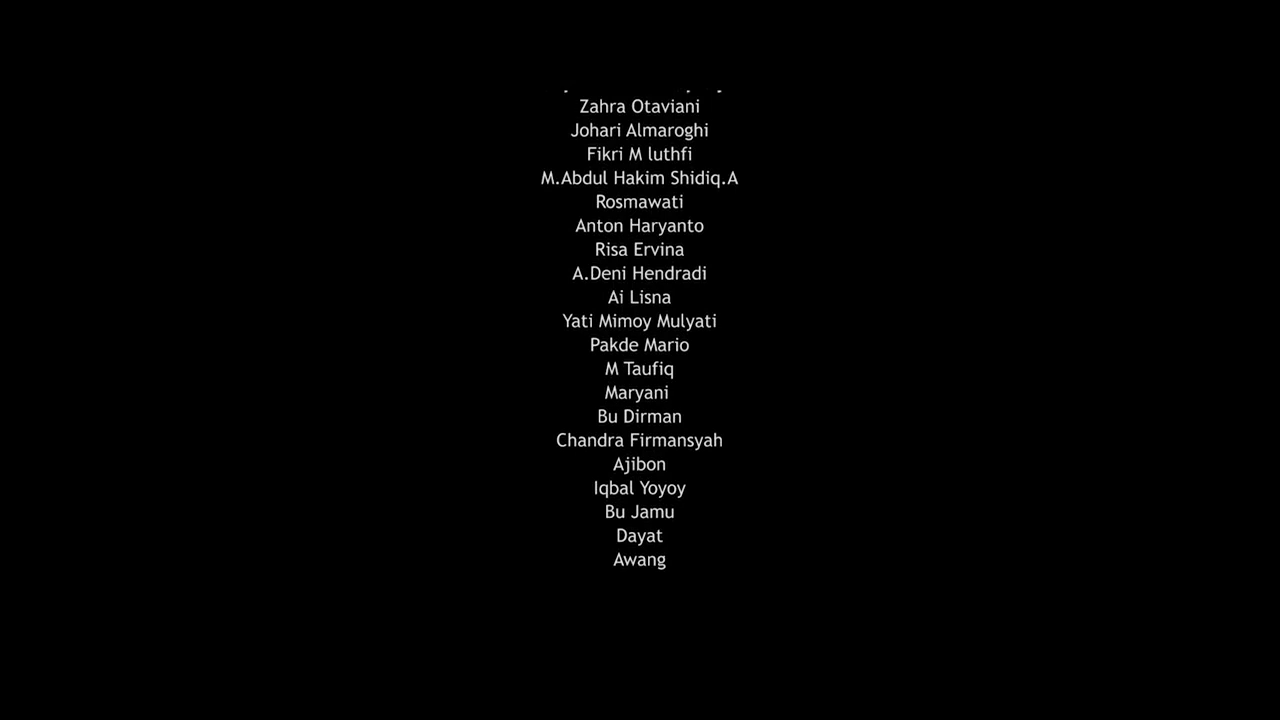 Zahra Otaviani
Johari Almaroghi
Fikri M luthfi
M.Abdul Hakim Shidiq.A
Rosmawati
Anton Haryanto
Risa Ervina
A.Deni Hendradi
Ai Lisna
Yati Mimoy Mulyati
Pakde Mario
M Taufiq
Maryani
Bu Dirman
Chandra Firmansyah
Ajibon
Iqbal Yoyoy
Bu Jamu
Dayat
Awang